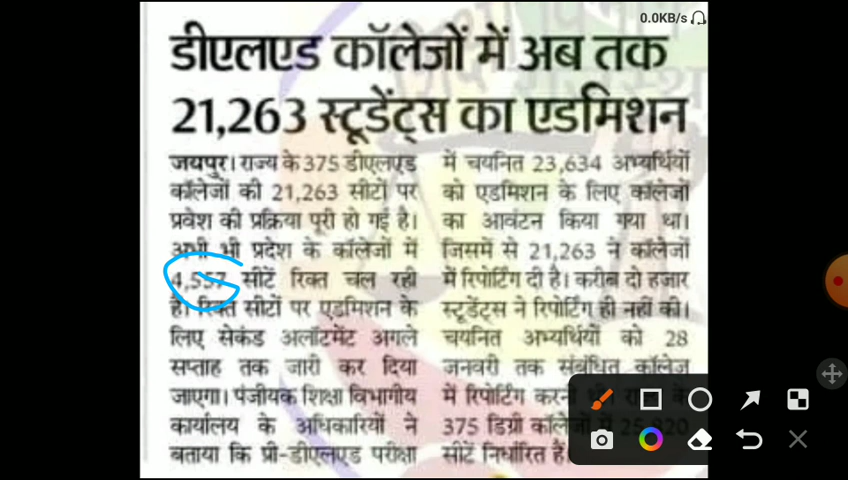 0.0KB/s
डीएलएड कॉलेजों में अब तक
21,263 स्टूडेंट्स का एडमिशन
जयपुर। राज्य के 375 डीएलएड
कॉलेजों की 21,263 सीटों पर
प्रवेश की प्रक्रिया पूरी हो गई है।
अभी भी प्रदेश के कॉलेजों में
4,557 सीटें रिक्त चल रही
है। रिक्त सीटों पर एडमिशन के
लिए सेकंड अलॉटमेंट अगले
सप्ताह तक जारी कर दिया
जाएगा। पंजीयक शिक्षा विभागीय
कार्यालय के अधिकारियों ने
बताया कि प्री-डीएलएड परीक्षा
में चयनित 23,634 अभ्यर्थियों
को एडमिशन के लिए कॉलेजों
का आवंटन किया गया था।
जिसमें से 21,263 ने कॉलेजों
में रिपोर्टिंग दी है। करीब दो हजार
स्टूडेंट्स ने रिपोर्टिंग ही नहीं की।
चयनित अभ्यर्थियों को 28
जनवरी तक संबंधित कॉलेज
में रिपोर्टिंग करनी थी।
375 डिग्री कॉलेजों में 25,820
सीटें निर्धारित हैं।